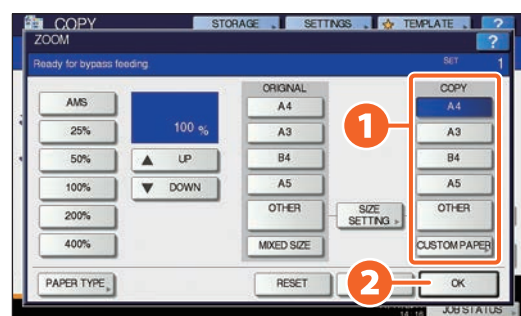 COPY STORAGE SETTINGS TEMPLATE ?
ZOOM ?
Ready for bypass feeding SET 1
ORIGINAL COPY
AMS A4 A4
25% 100 % A3 1 A3
50% UP B4 B4
100% DOWN A5 A5
200% OTHER SIZE SETTING OTHER
400% MIXED SIZE CUSTOM PAPER
PAPER TYPE RESET 2 OK
JOB STATUS